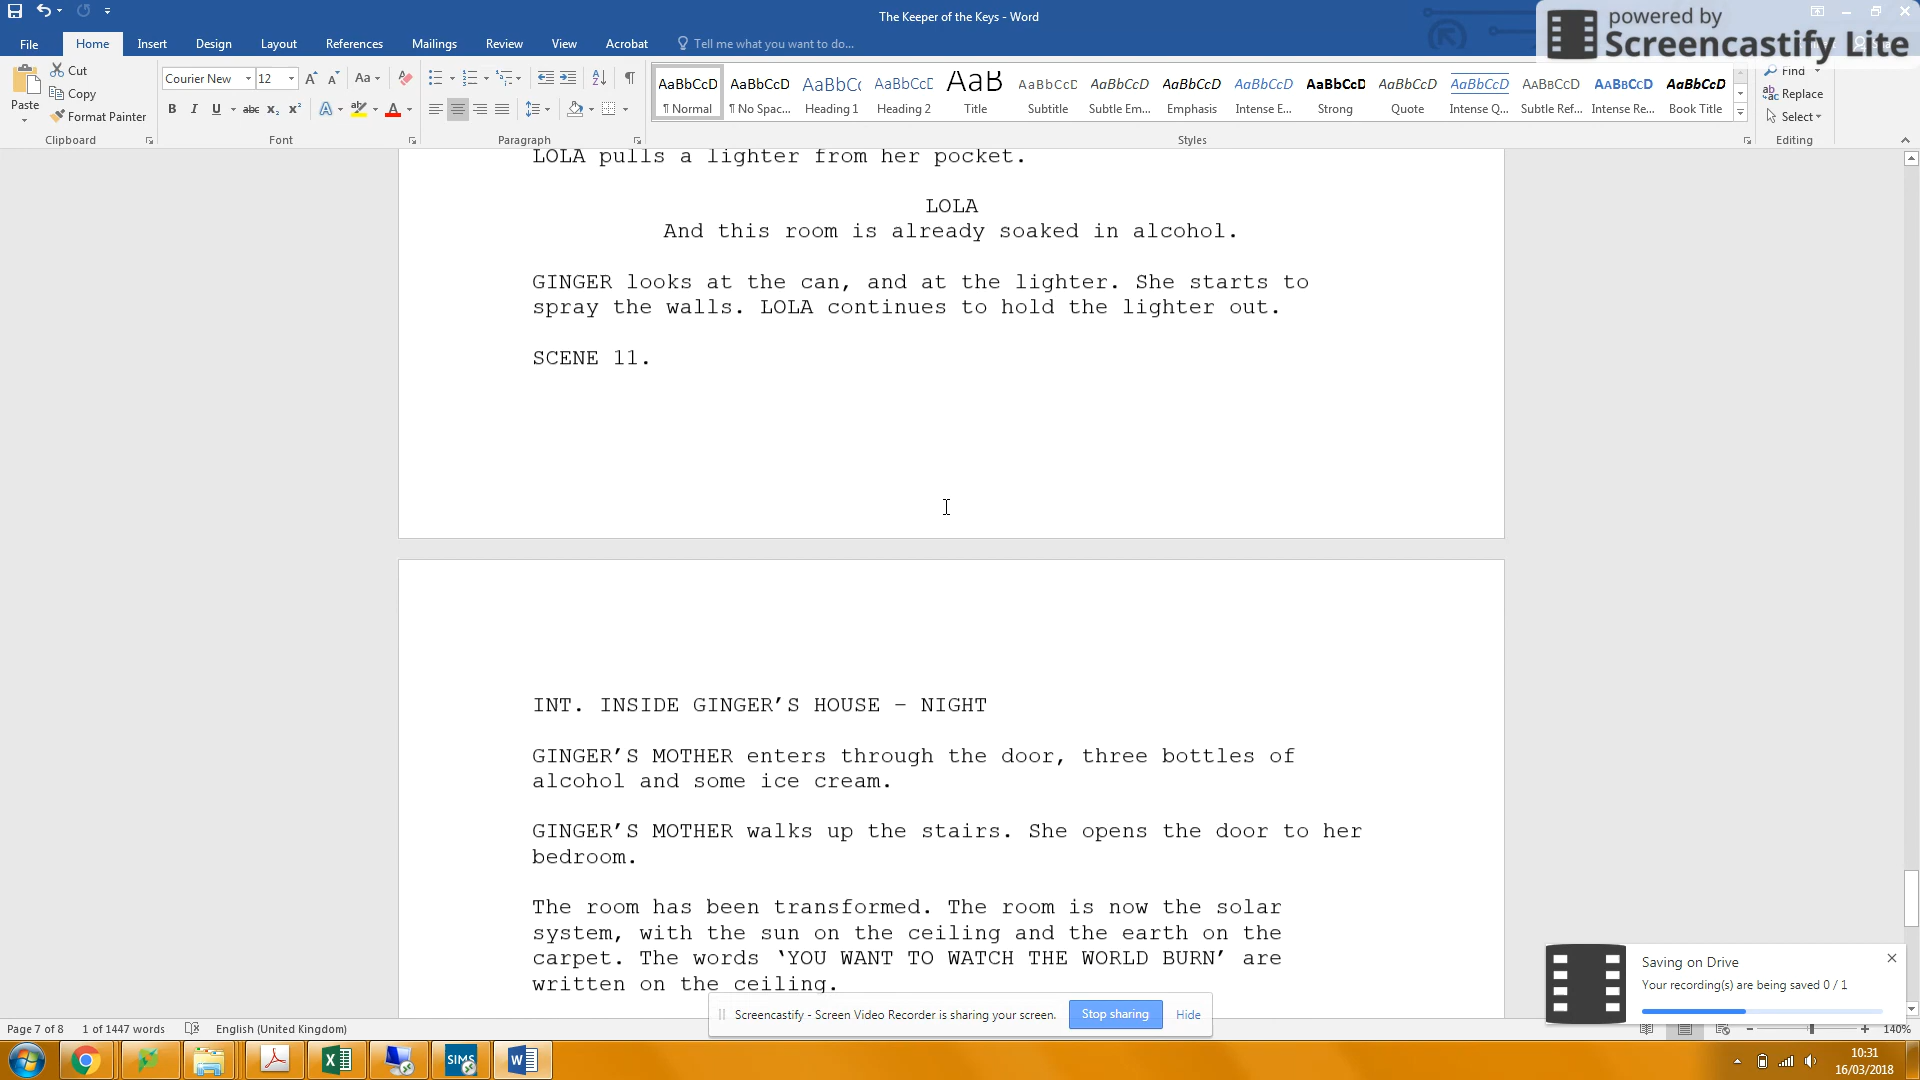 The Keeper of the Keys - Word
powered by
Screencastify Lite
File Home Insert Design Layout References Mailings Review View Acrobat Tell me what you want to do...
Paste
Cut
Copy
Format Painter
Clipboard
Courier New 12
Font
Paragraph
AaBbCcD AaBbCcD AaBbCc AaBbCcD AaB AaBbCcC AaBbCcD AaBbCcD AaBbCcD AaBbCcD AaBbCcD AaBbCcD AaBbCcD AaBbCcD AaBbCcD
¶ Normal ¶ No Spac... Heading 1 Heading 2 Title Subtitle Subtle Em... Emphasis Intense E... Strong Quote Intense Q... Subtle Ref... Intense Re... Book Title
Styles
Find
Replace
Select
Editing
LOLA pulls a lighter from her pocket.
LOLA
And this room is already soaked in alcohol.
GINGER looks at the can, and at the lighter. She starts to
spray the walls. LOLA continues to hold the lighter out.
SCENE 11.
INT. INSIDE GINGER’S HOUSE – NIGHT
GINGER’S MOTHER enters through the door, three bottles of
alcohol and some ice cream.
GINGER’S MOTHER walks up the stairs. She opens the door to her
bedroom.
The room has been transformed. The room is now the solar
system, with the sun on the ceiling and the earth on the
carpet. The words ‘YOU WANT TO WATCH THE WORLD BURN’ are
written on the ceiling.
Saving on Drive
Your recording(s) are being saved 0 / 1
Screencastify - Screen Video Recorder is sharing your screen. Stop sharing Hide
Page 7 of 8 1 of 1447 words English (United Kingdom) 140%
SIMS
10:31
16/03/2018